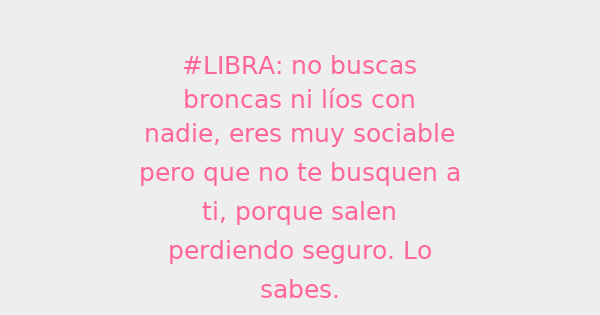 #LIBRA: no buscas
broncas ni líos con
nadie, eres muy sociable
pero que no te busquen a
ti, porque salen
perdiendo seguro. Lo
sabes.